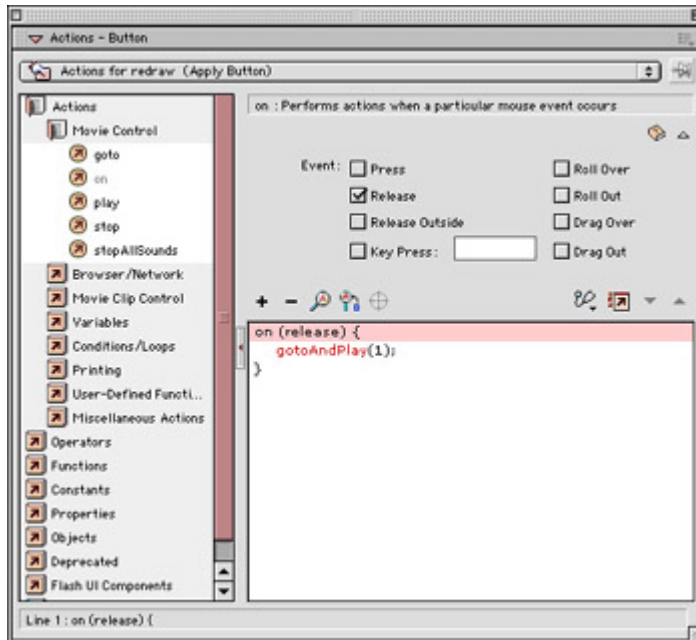 Actions - Button
Actions for redraw (Apply Button)
Actions
Movie Control
goto
on
play
stop
stopAllSounds
Browser/Network
Movie Clip Control
Variables
Conditions/Loops
Printing
User-Defined Functi...
Miscellaneous Actions
Operators
Functions
Constants
Properties
Objects
Deprecated
Flash UI Components
on : Performs actions when a particular mouse event occurs
Event: Press
Roll Over
Release
Roll Out
Release Outside
Drag Over
Key Press:
Drag Out
on (release) {
gotoAndPlay(1);
}
Line 1 : on (release) {